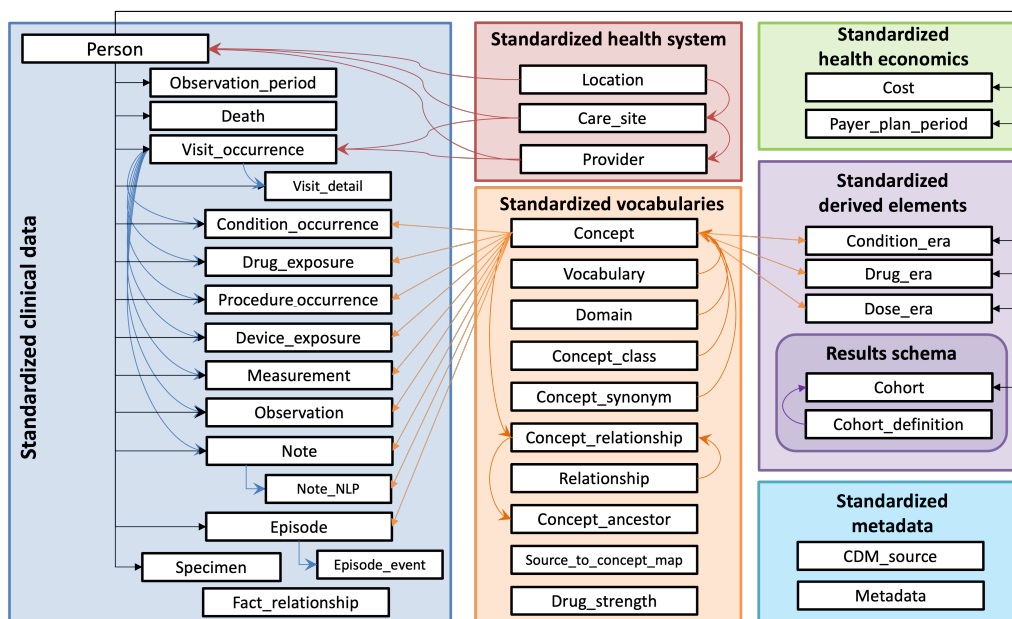 Standardized clinical data
Person
Observation_period
Death
Visit_occurrence
Visit_detail
Condition_occurrence
Drug_exposure
Procedure_occurrence
Device_exposure
Measurement
Observation
Note
Note_NLP
Episode
Episode_event
Specimen
Fact_relationship
Standardized health system
Location
Care_site
Provider
Standardized vocabularies
Concept
Vocabulary
Domain
Concept_class
Concept_synonym
Concept_relationship
Relationship
Concept_ancestor
Source_to_concept_map
Drug_strength
Standardized
health economics
Cost
Payer_plan_period
Standardized
derived elements
Condition_era
Drug_era
Dose_era
Results schema
Cohort
Cohort_definition
Standardized
metadata
CDM_source
Metadata